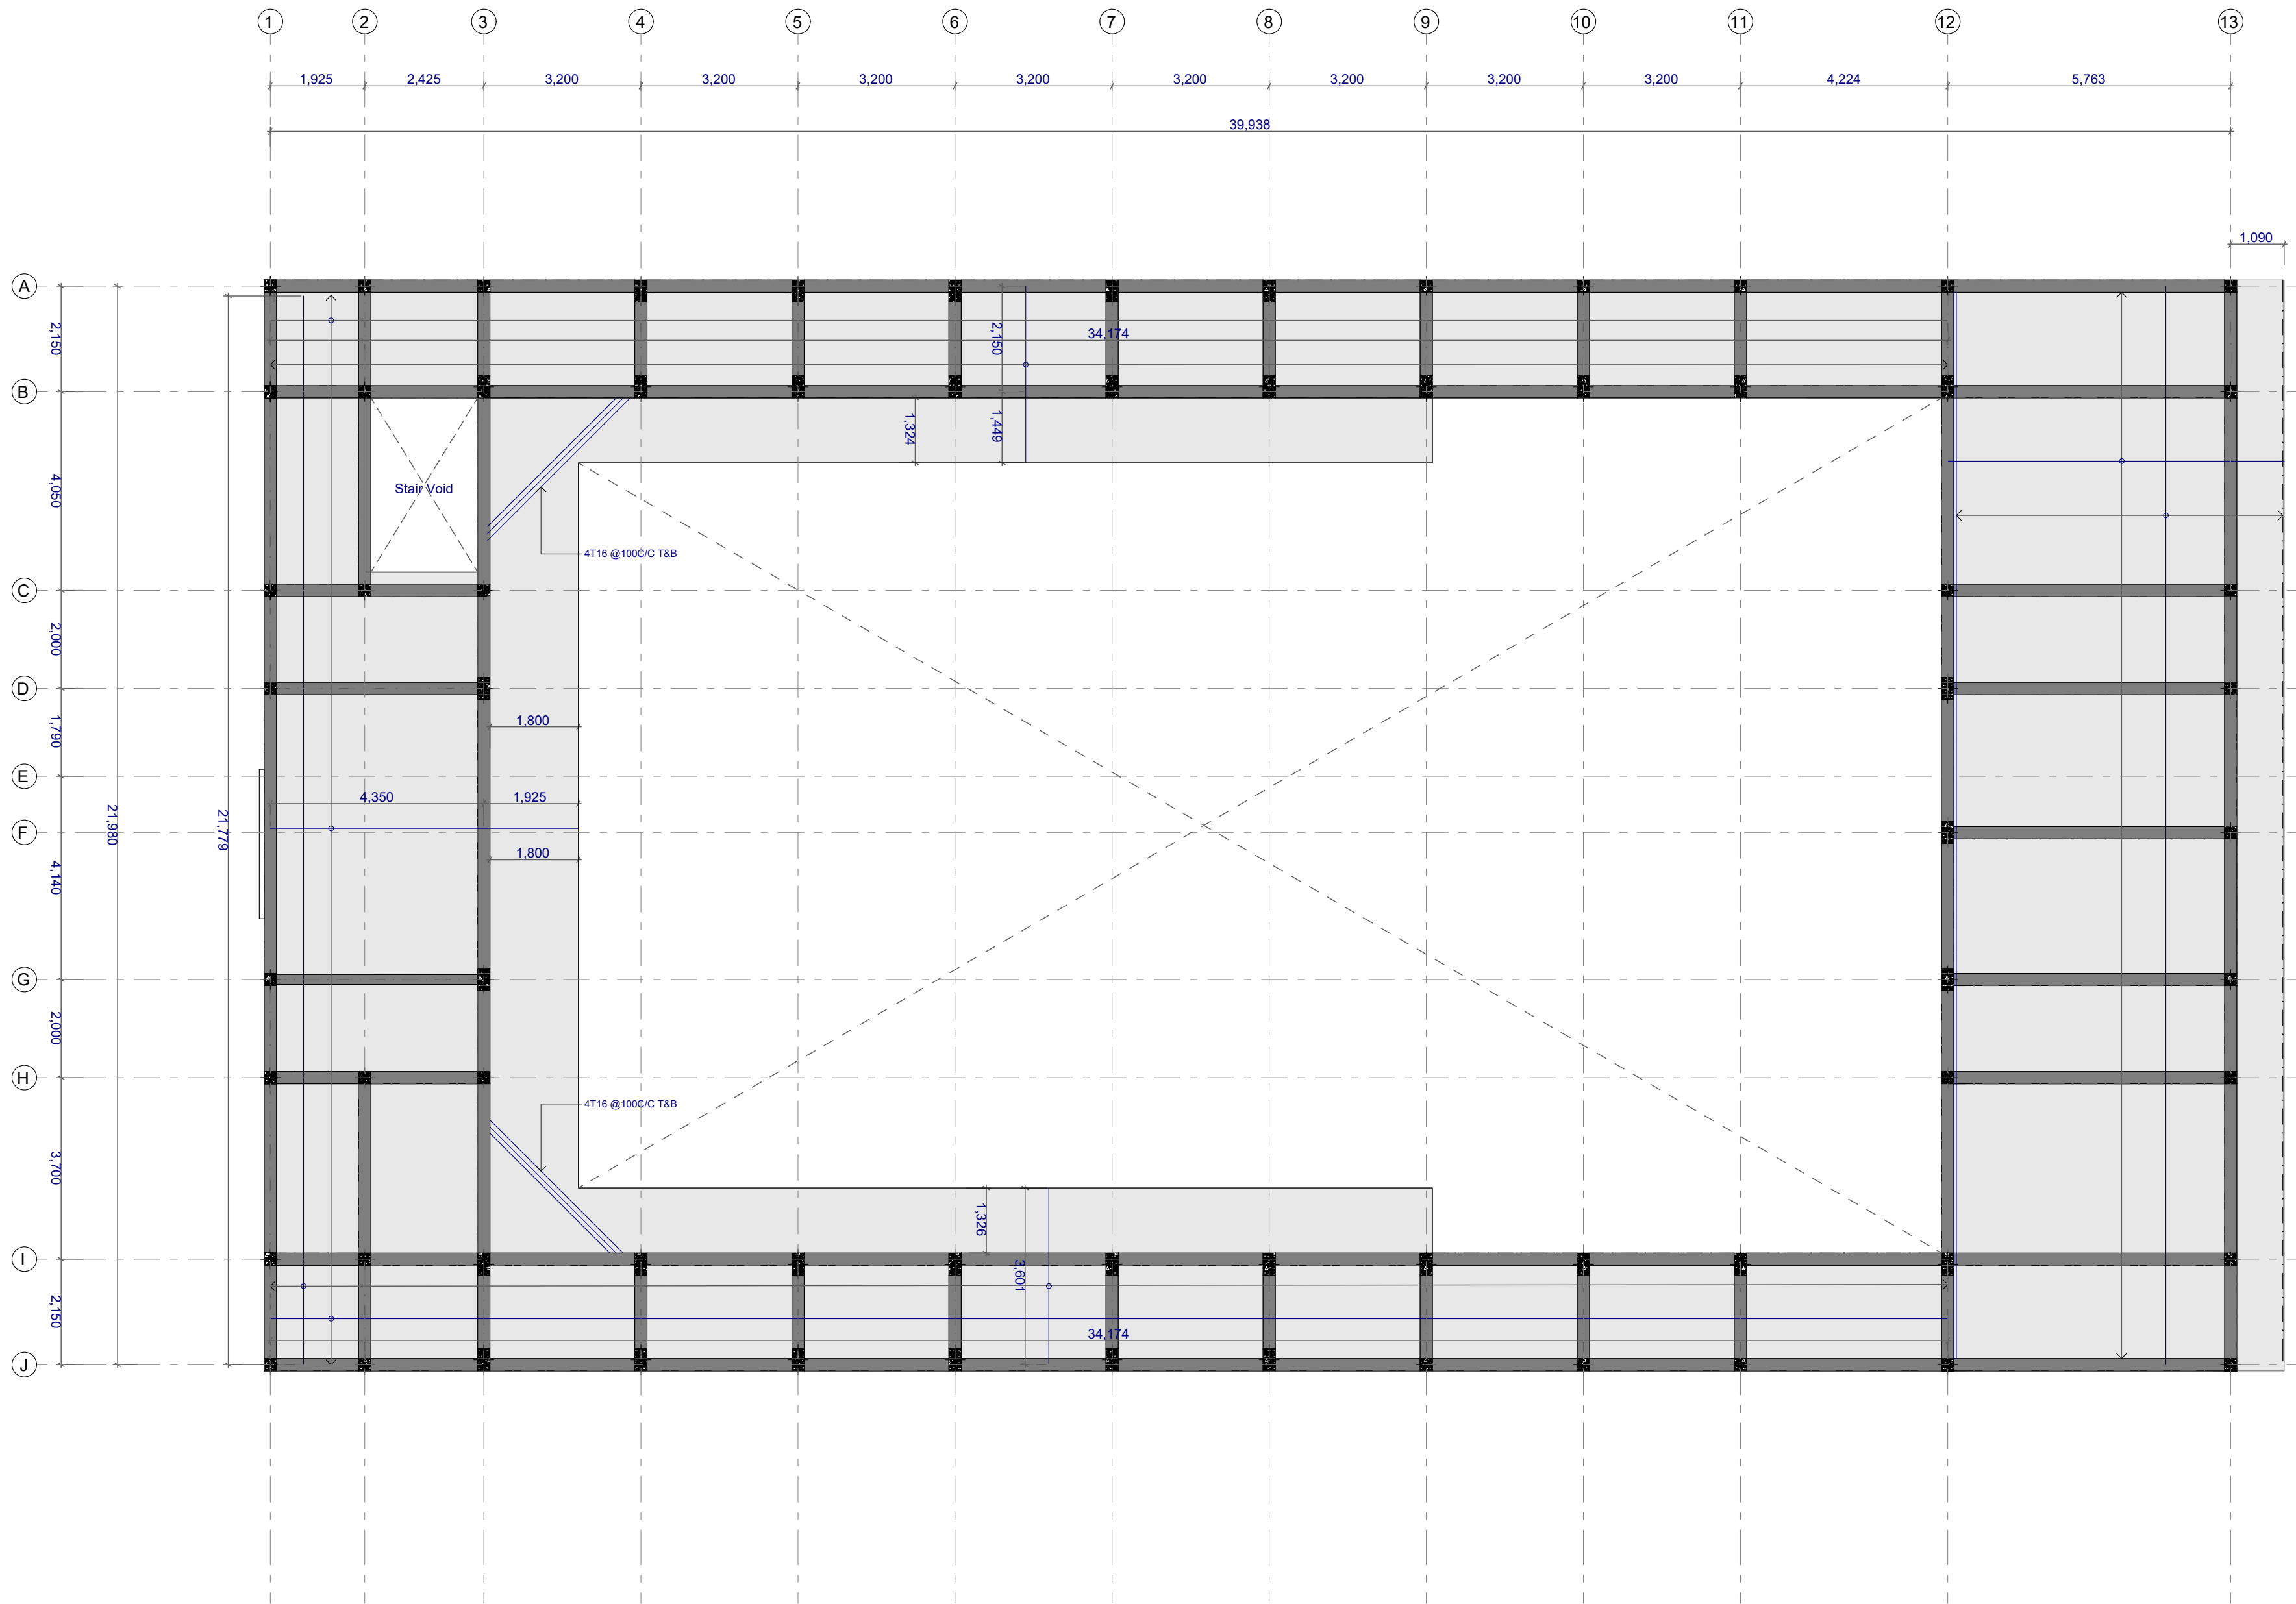 1 2 3 4 5 6 7 8 9 10 11 12 13
1,925 2,425 3,200 3,200 3,200 3,200 3,200 3,200 3,200 3,200 4,224 5,763
39,938
1,090
A
2,150
2,150
34,174
B
1,324
1,449
4,050
Stair Void
4T16 @100C/C T&B
C
2,000
D
1,800
1,790
E
4,350 1,925
21,980
21,779
F
1,800
4,140
G
2,000
H
4T16 @100C/C T&B
3,700
1,326
I
3,601
2,150
34,174
J